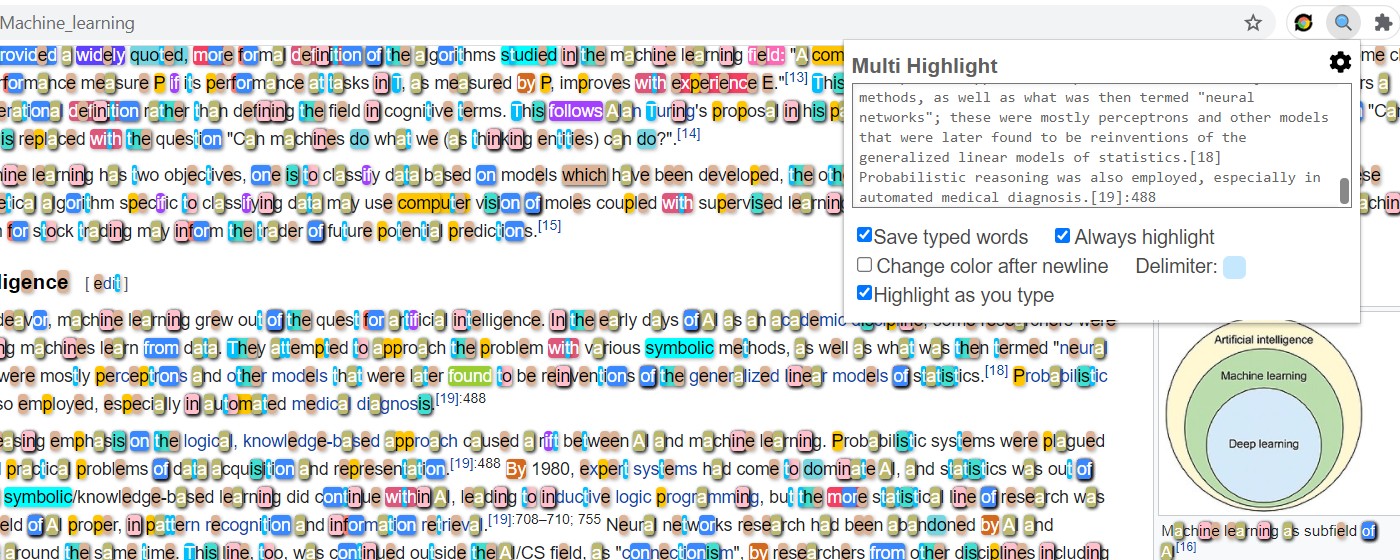 Machine_learning
rovided a widely quoted, more formal definition of the algorithms studied in the machine learning field: "A com
rformance measure P if its performance at tasks in T, as measured by P, improves with experience E."[13] This
erational definition rather than defining the field in cognitive terms. This follows Alan Turing's proposal in his pa
is replaced with the question "Can machines do what we (as thinking entities) can do?".[14]
ine learning has two objectives, one is to classify data based on models which have been developed, the oth
etical algorithm specific to classifying data may use computer vision of moles coupled with supervised learning
for stock trading may inform the trader of future potential predictions.[15]
ligence [ edit ]
deavor, machine learning grew out of the quest for artificial intelligence. In the early days of AI as an academic discipline, some researchers were
ng machines learn from data. They attempted to approach the problem with various symbolic methods, as well as what was then termed "neural
were mostly perceptrons and other models that were later found to be reinventions of the generalized linear models of statistics.[18] Probabilistic
so employed, especially in automated medical diagnosis.[19]:488
easing emphasis on the logical, knowledge-based approach caused a rift between AI and machine learning. Probabilistic systems were plagued
practical problems of data acquisition and representation.[19]:488 By 1980, expert systems had come to dominate AI, and statistics was out of
symbolic/knowledge-based learning did continue within AI, leading to inductive logic programming, but the more statistical line of research was
eld of AI proper, in pattern recognition and information retrieval.[19]:708–710; 755 Neural networks research had been abandoned by AI and
around the same time. This line, too, was continued outside the AI/CS field, as "connectionism", by researchers from other disciplines including
Multi Highlight
methods, as well as what was then termed "neural
networks"; these were mostly perceptrons and other models
that were later found to be reinventions of the
generalized linear models of statistics.[18]
Probabilistic reasoning was also employed, especially in
automated medical diagnosis.[19]:488
Save typed words Always highlight
Change color after newline Delimiter:
Highlight as you type
Artificial intelligence
Machine learning
Deep learning
Machine learning as subfield of
AI[16]